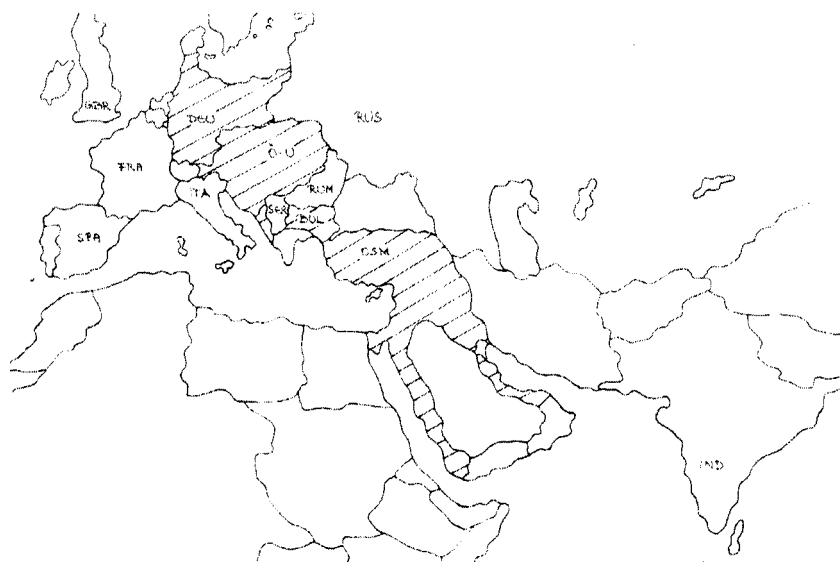 GBR
DEU
RUS
Ö-U
FRA
ITA
RUM
SER
BUL
SPA
OSM
IND